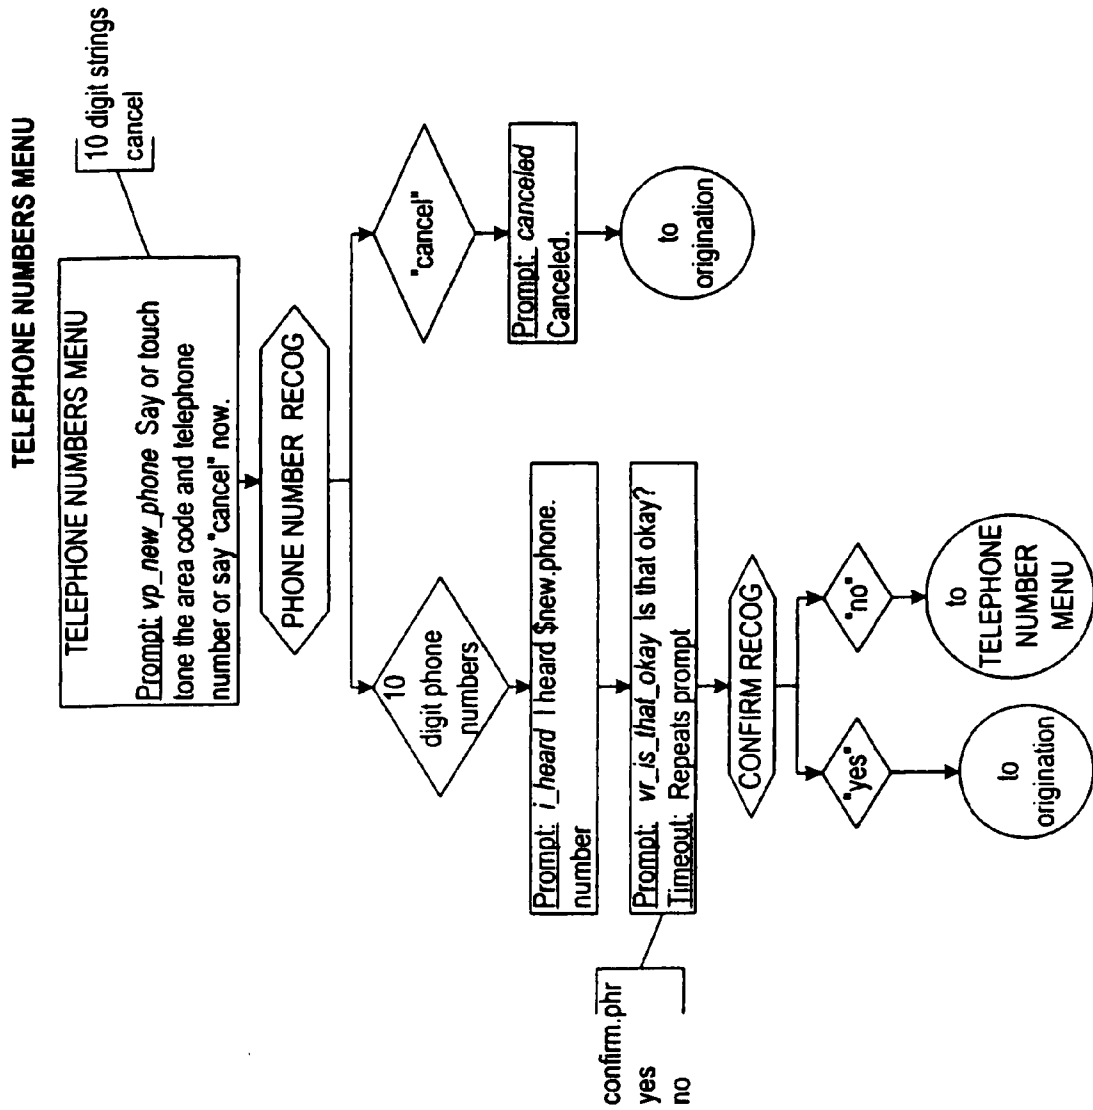 TELEPHONE NUMBERS MENU
10 digit strings
cancel
TELEPHONE NUMBERS MENU
Prompt: vp_new_phone Say or touch
tone the area code and telephone
number or say "cancel" now.
PHONE NUMBER RECOG
10
digit phone
numbers
"cancel"
Prompt: i_heard I heard $new.phone.
number
Prompt: canceled
Canceled.
to
origination
confirm.phr
yes
no
Prompt: vr_is_that_okay Is that okay?
Timeout: Repeats prompt
CONFIRM RECOG
"yes"
"no"
to
origination
to
TELEPHONE
NUMBER
MENU